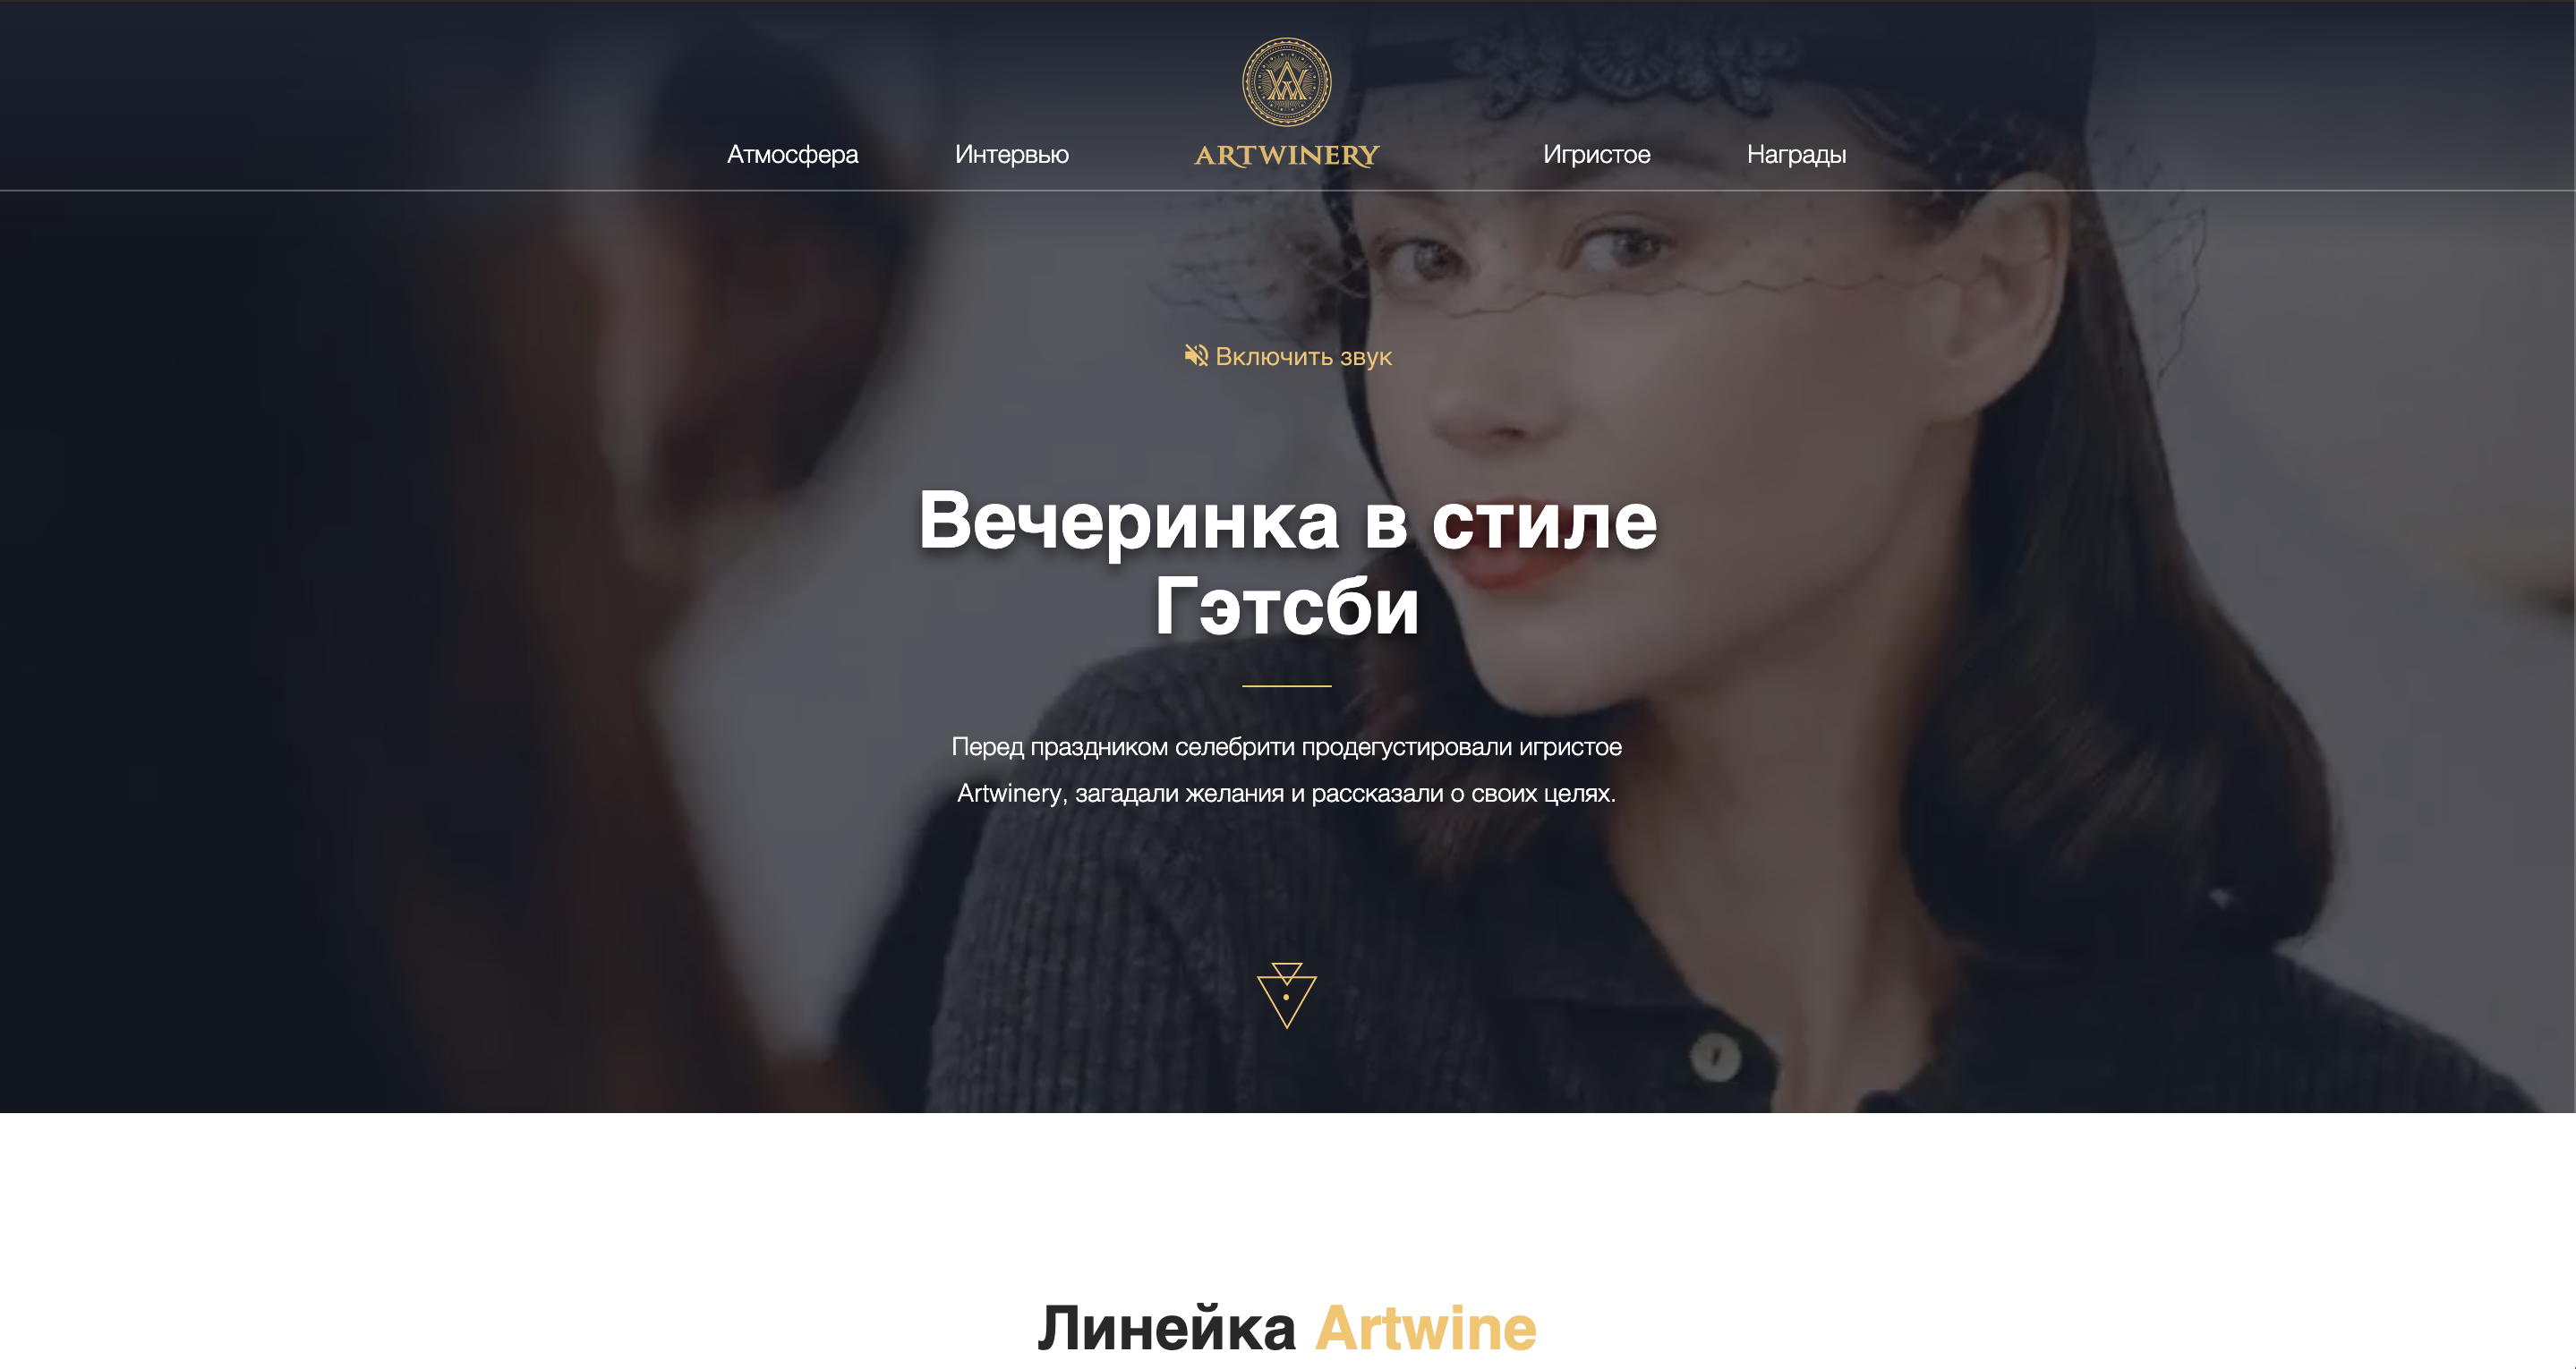 Атмосфера
Интервью
ARTWINERY
Игристое
Награды
Включить звук
Вечеринка в стиле
Гэтсби
Перед праздником селебрити продегустировали игристое
Artwinery, загадали желания и рассказали о своих целях.
Линейка Artwine